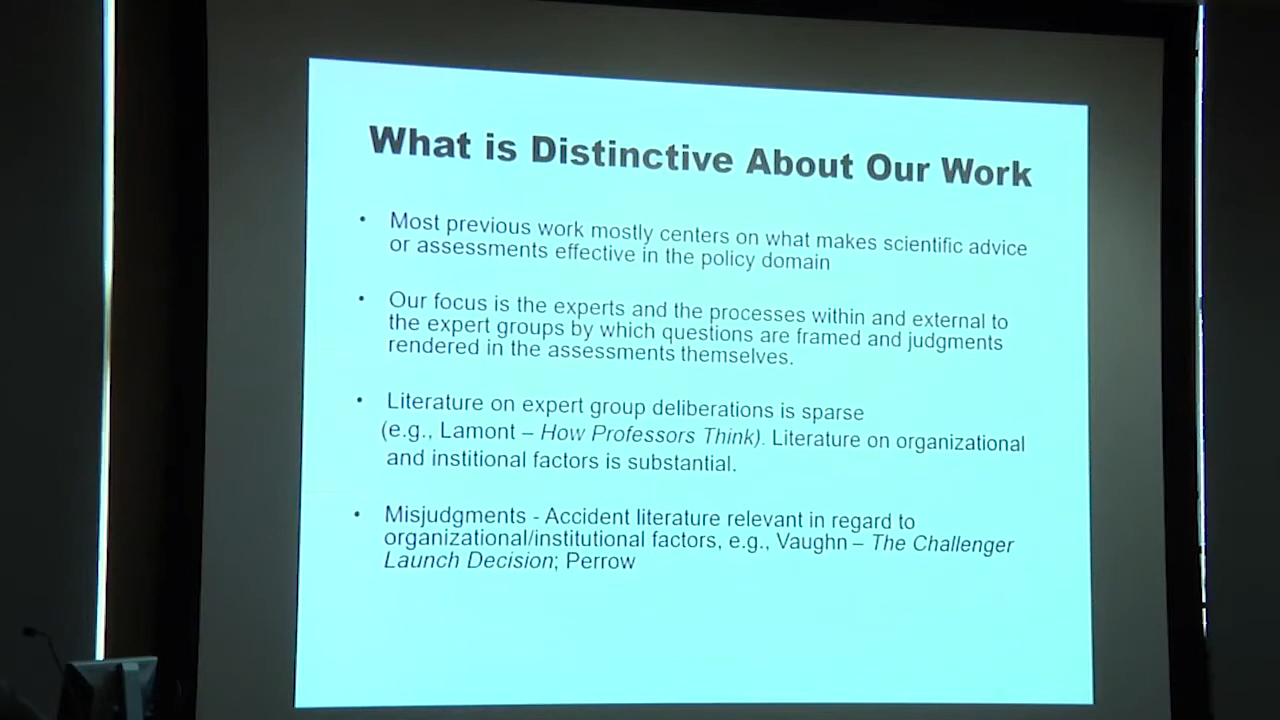 What is Distinctive About Our Work
• Most previous work mostly centers on what makes scientific advice
or assessments effective in the policy domain
• Our focus is the experts and the processes within and external to
the expert groups by which questions are framed and judgments
rendered in the assessments themselves.
• Literature on expert group deliberations is sparse
(e.g., Lamont – How Professors Think). Literature on organizational
and institional factors is substantial.
• Misjudgments - Accident literature relevant in regard to
organizational/institutional factors, e.g., Vaughn – The Challenger
Launch Decision; Perrow